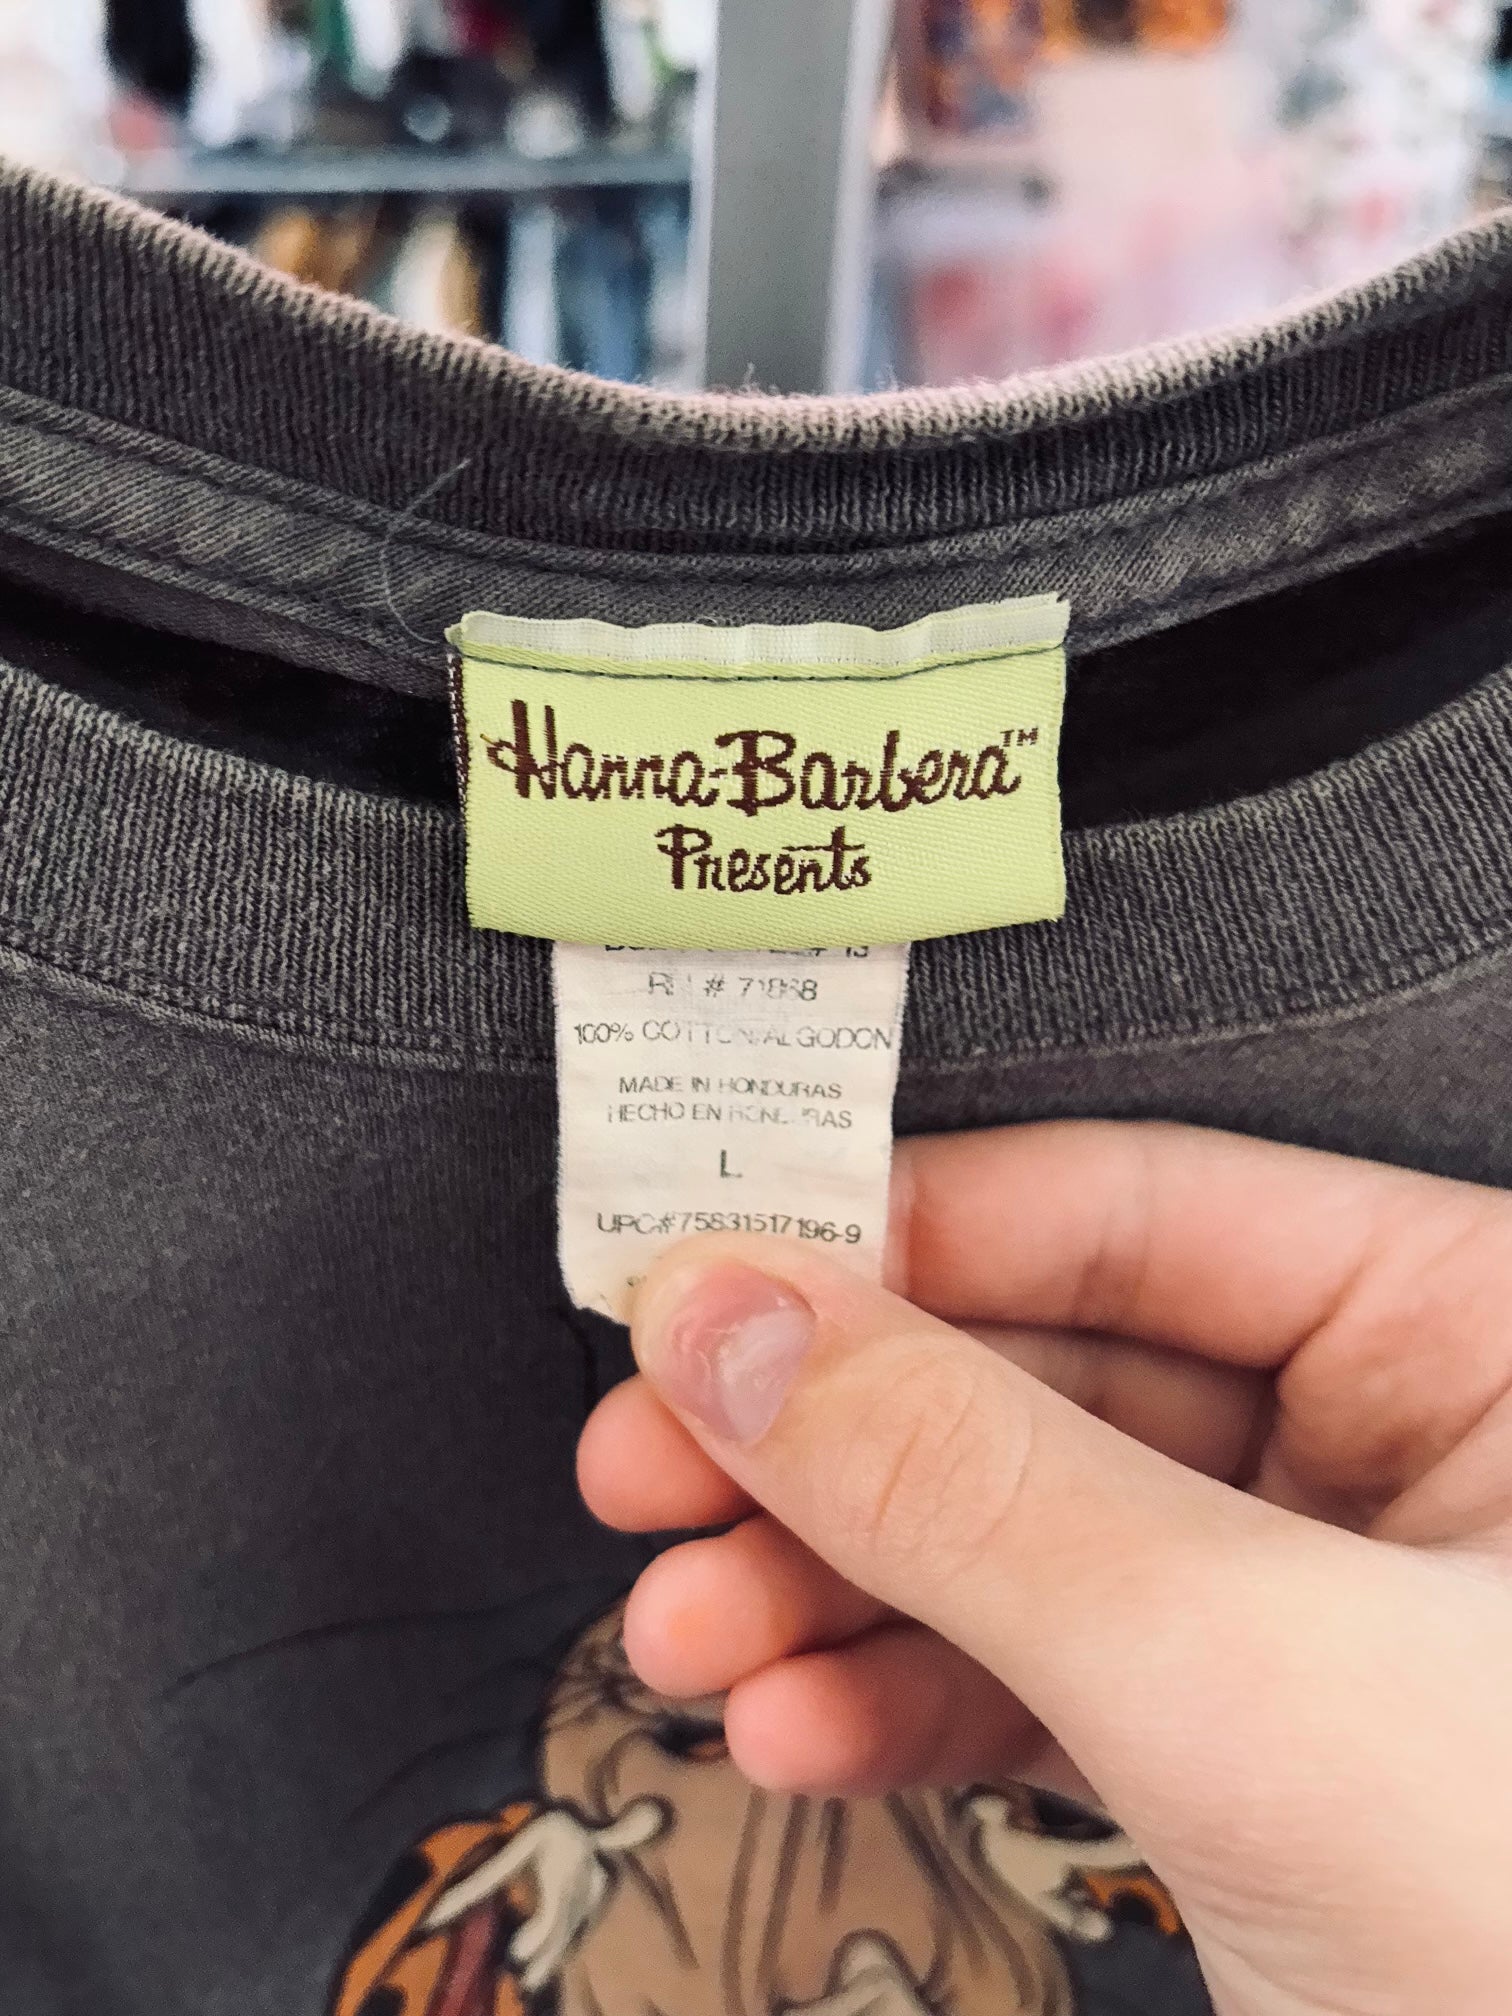 Hanna-Barbera™
Presents
RN # 71868
100% COTTON/ALGODON
MADE IN HONDURAS
HECHO EN HONDURAS
L
UPC#75831517196-9